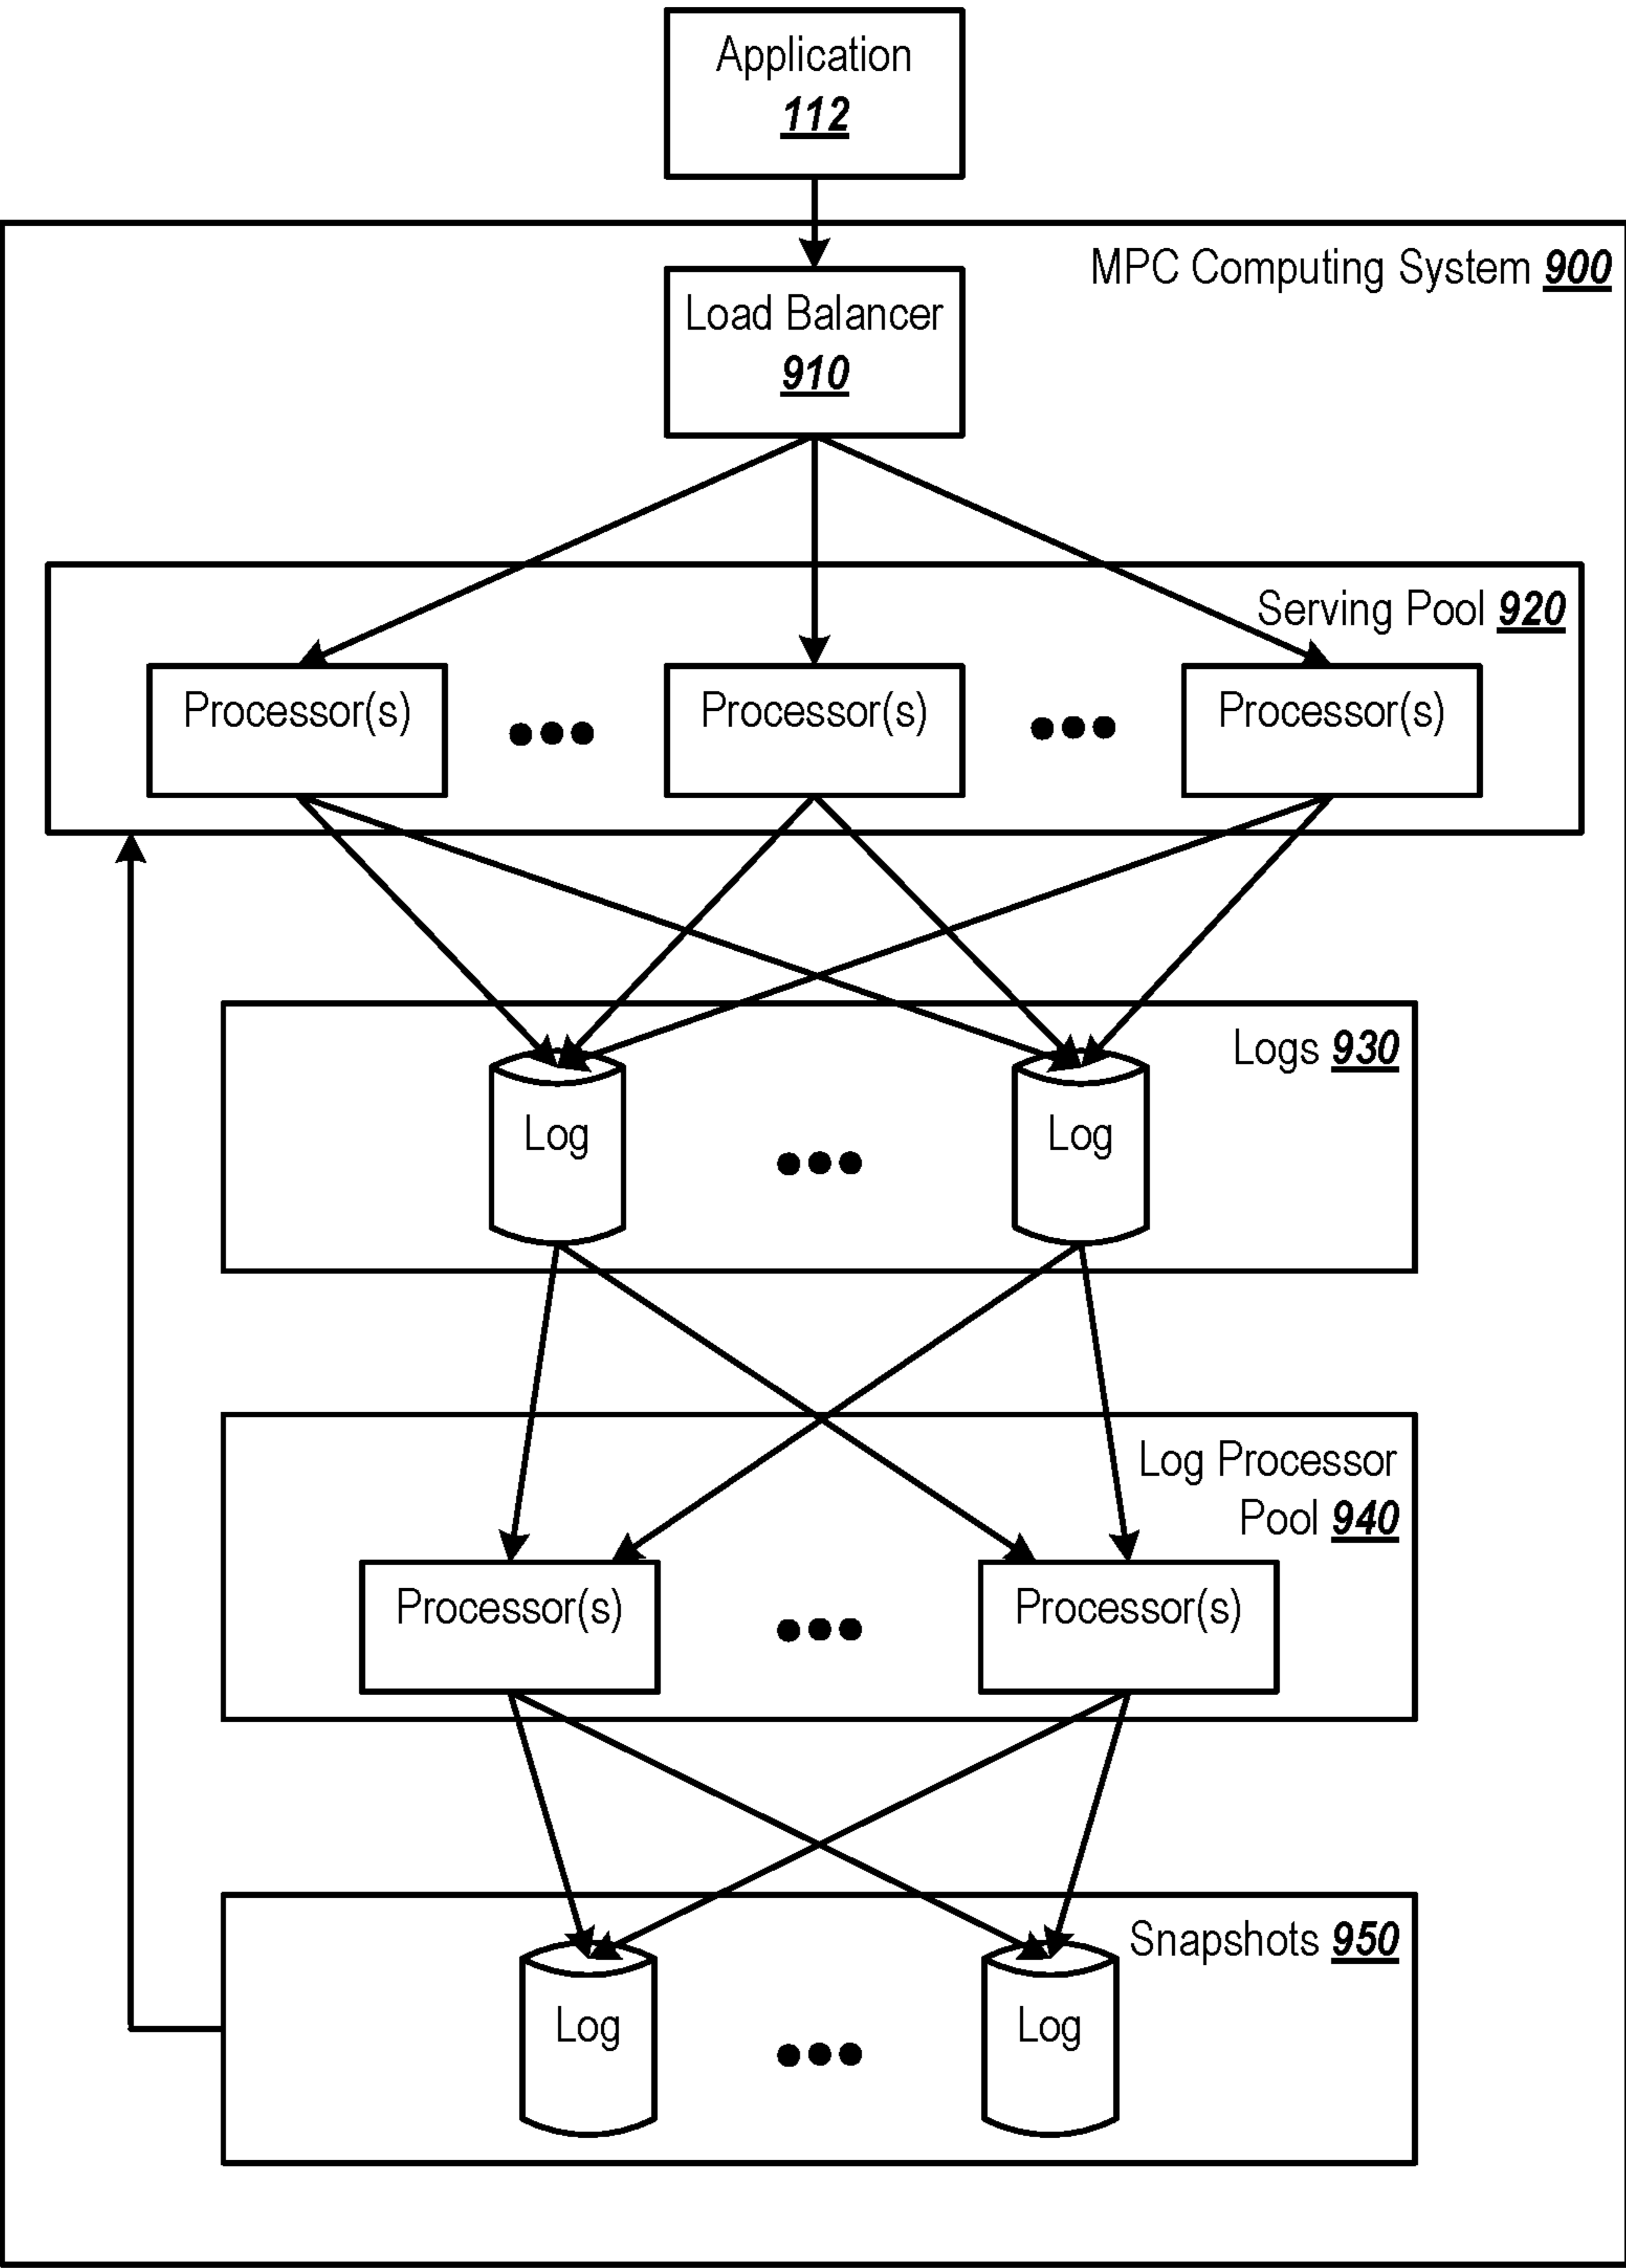 Application
112
MPC Computing System 900
Load Balancer
910
Serving Pool 920
Processor(s)
Processor(s)
Processor(s)
Logs 930
Log
Log
Log Processor
Pool 940
Processor(s)
Processor(s)
Snapshots 950
Log
Log